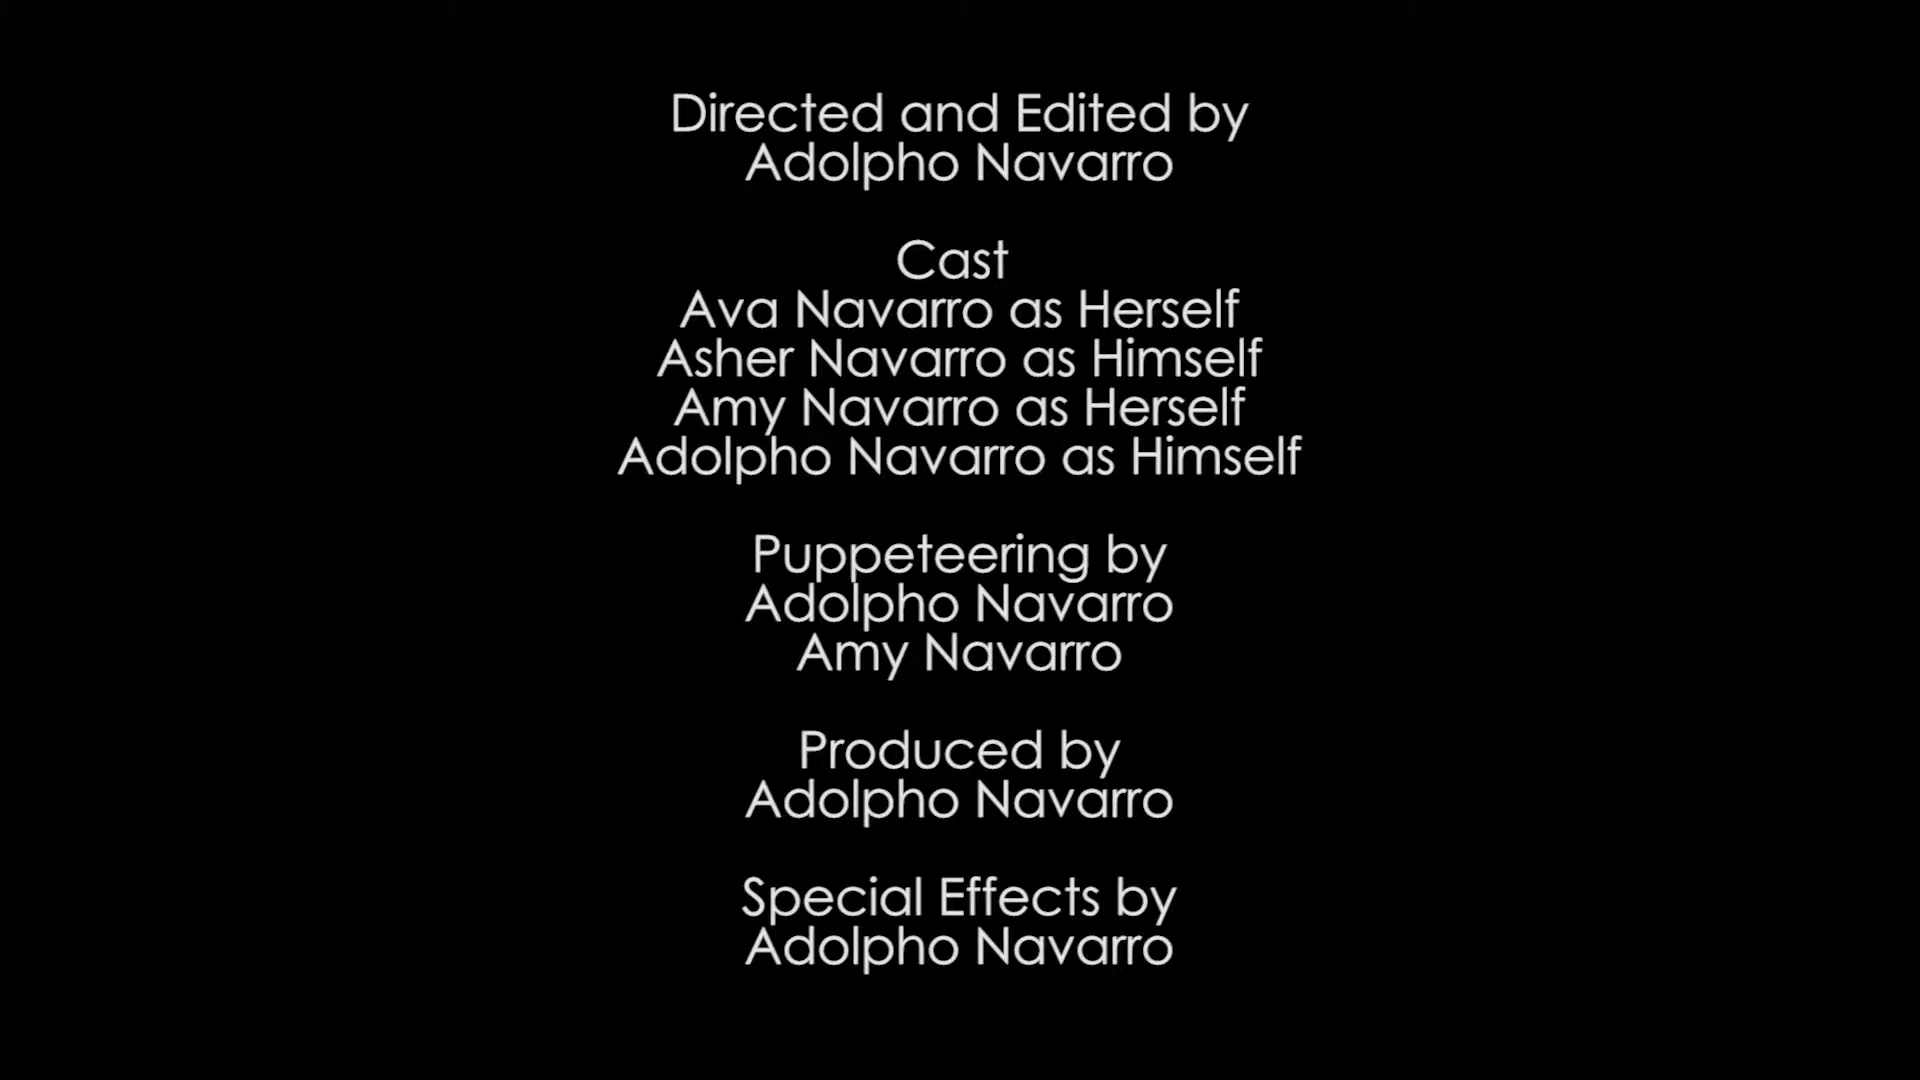 Directed and Edited by
Adolpho Navarro
Cast
Ava Navarro as Herself
Asher Navarro as Himself
Amy Navarro as Herself
Adolpho Navarro as Himself
Puppeteering by
Adolpho Navarro
Amy Navarro
Produced by
Adolpho Navarro
Special Effects by
Adolpho Navarro